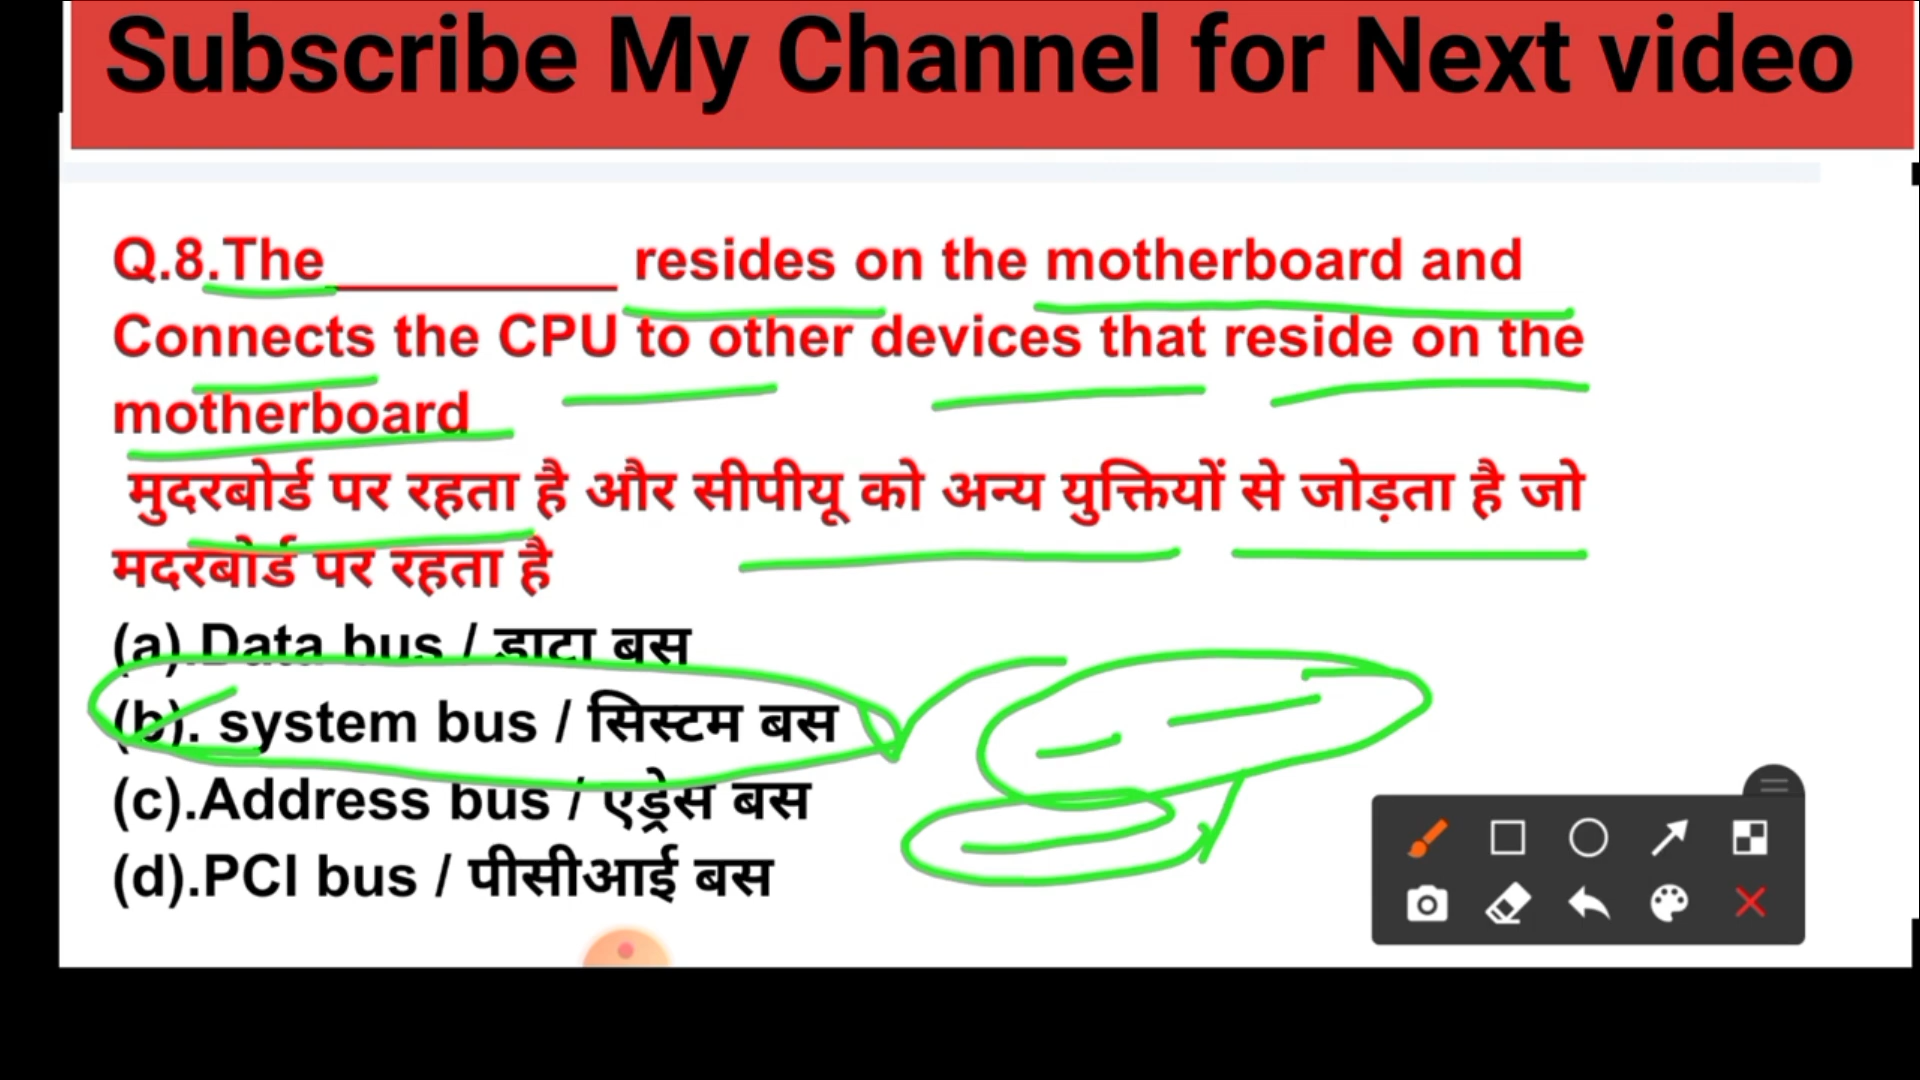 Subscribe My Channel for Next video
Q.8.The__________ resides on the motherboard and
Connects the CPU to other devices that reside on the
motherboard
मुदरबोर्ड पर रहता है और सीपीयू को अन्य युक्तियों से जोड़ता है जो
मदरबोर्ड पर रहता है
(a).Data bus / डाटा बस
(b). system bus / सिस्टम बस
(c).Address bus / एड्रेस बस
(d).PCI bus / पीसीआई बस